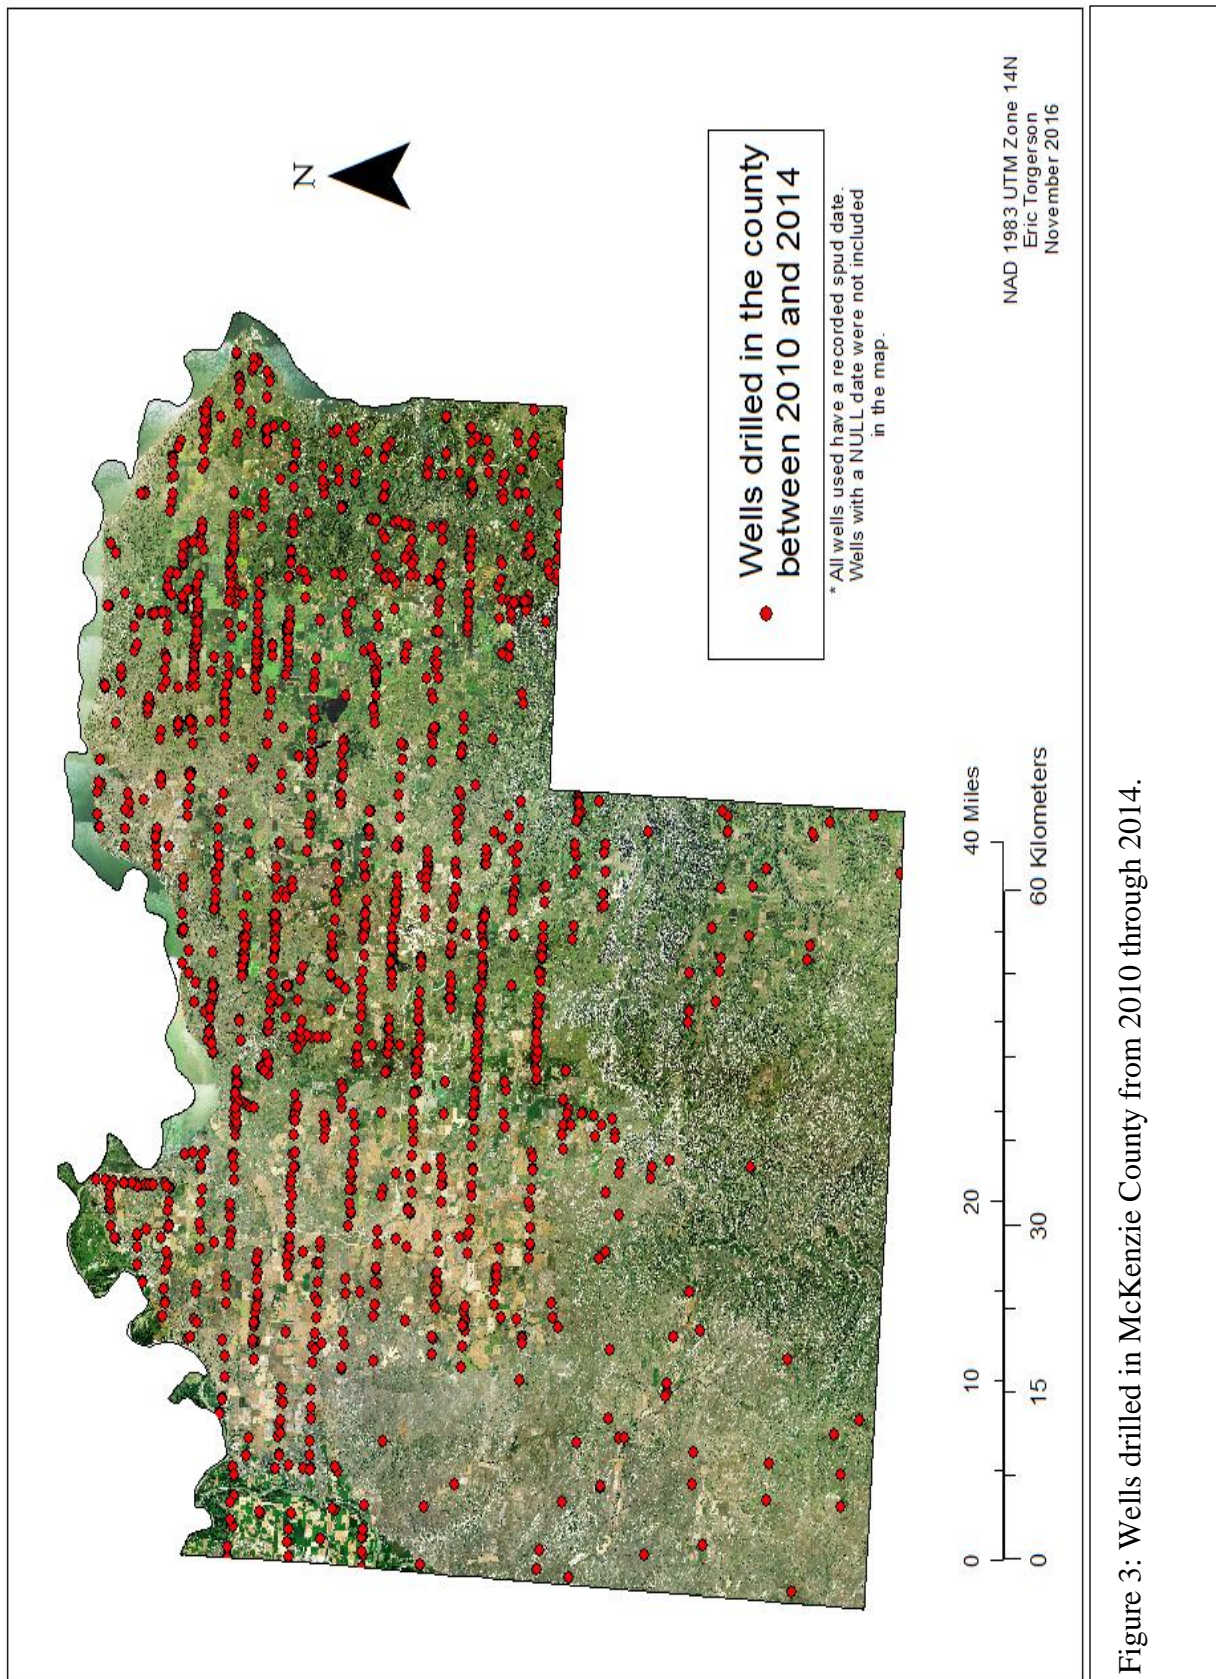 N
Wells drilled in the county
between 2010 and 2014
* All wells used have a recorded spud date.
Wells with a NULL date were not included
in the map.
0 10 20 40 Miles
0 15 30 60 Kilometers
NAD 1983 UTM Zone 14N
Eric Torgerson
November 2016
Figure 3: Wells drilled in McKenzie County from 2010 through 2014.